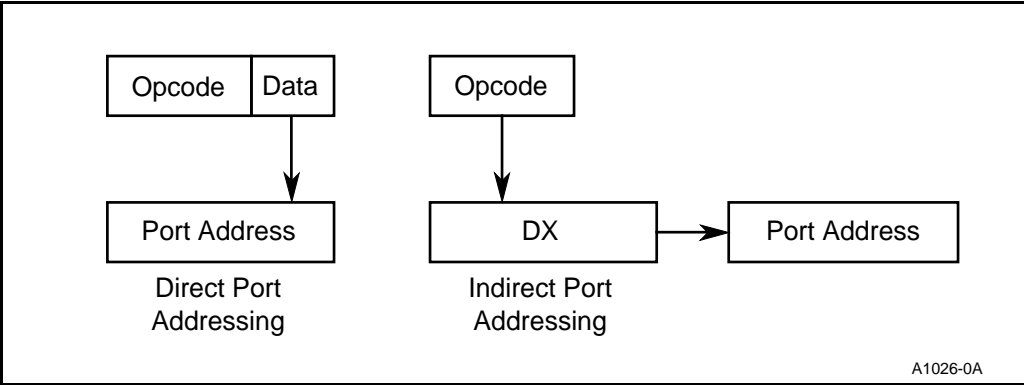 Opcode Data
Port Address
Direct Port
Addressing
Opcode
DX
Port Address
Indirect Port
Addressing
A1026-0A